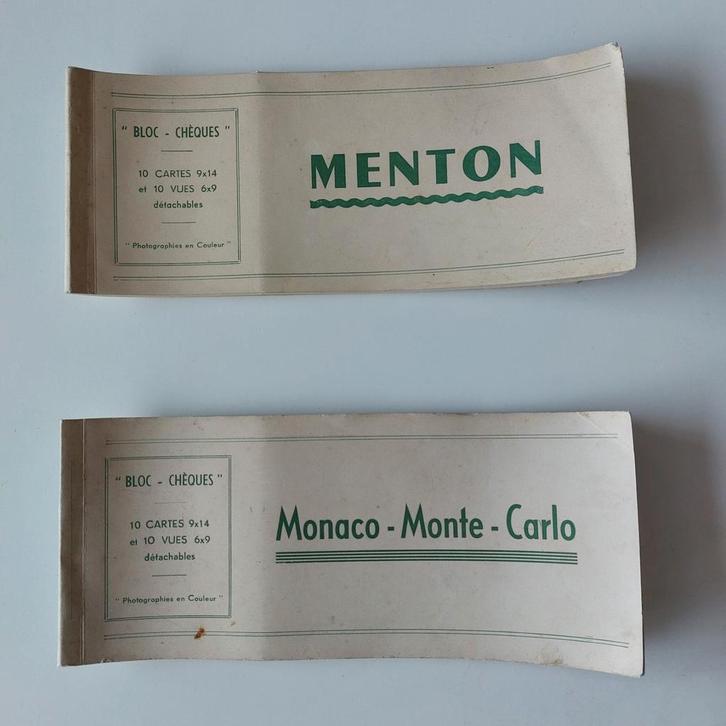 " BLOC - CHÈQUES "
10 CARTES 9x14
et 10 VUES 6x9
détachables
" Photographies en Couleur "
MENTON
" BLOC - CHÈQUES "
10 CARTES 9x14
et 10 VUES 6x9
détachables
" Photographies en Couleur "
Monaco - Monte - Carlo